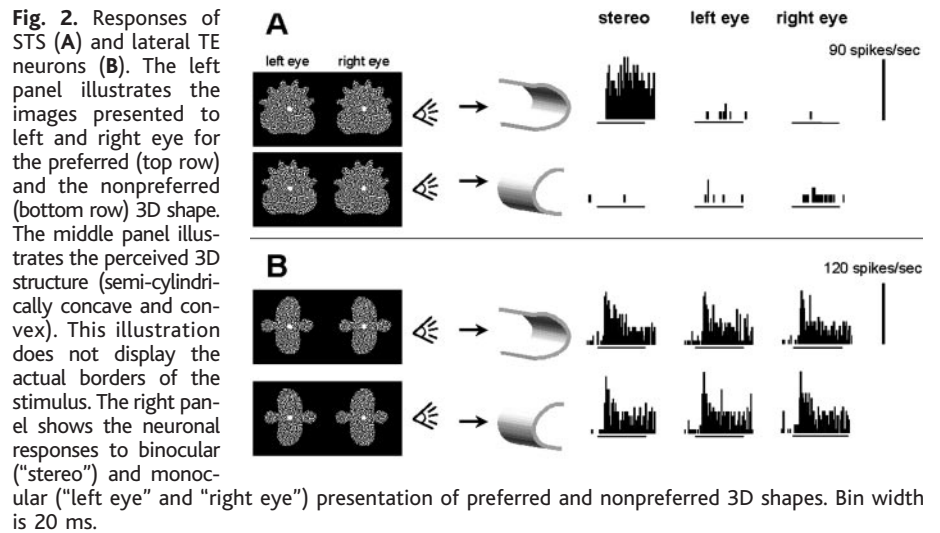 Fig. 2. Responses of
STS (A) and lateral TE
neurons (B). The left
panel illustrates the
images presented to
left and right eye for
the preferred (top row)
and the nonpreferred
(bottom row) 3D shape.
The middle panel illus-
trates the perceived 3D
structure (semi-cylindri-
cally concave and con-
vex). This illustration
does not display the
actual borders of the
stimulus. The right pan-
el shows the neuronal
responses to binocular
(“stereo”) and monoc-
ular (“left eye” and “right eye”) presentation of preferred and nonpreferred 3D shapes. Bin width
is 20 ms.
A
stereo left eye right eye
left eye right eye
90 spikes/sec
B
120 spikes/sec